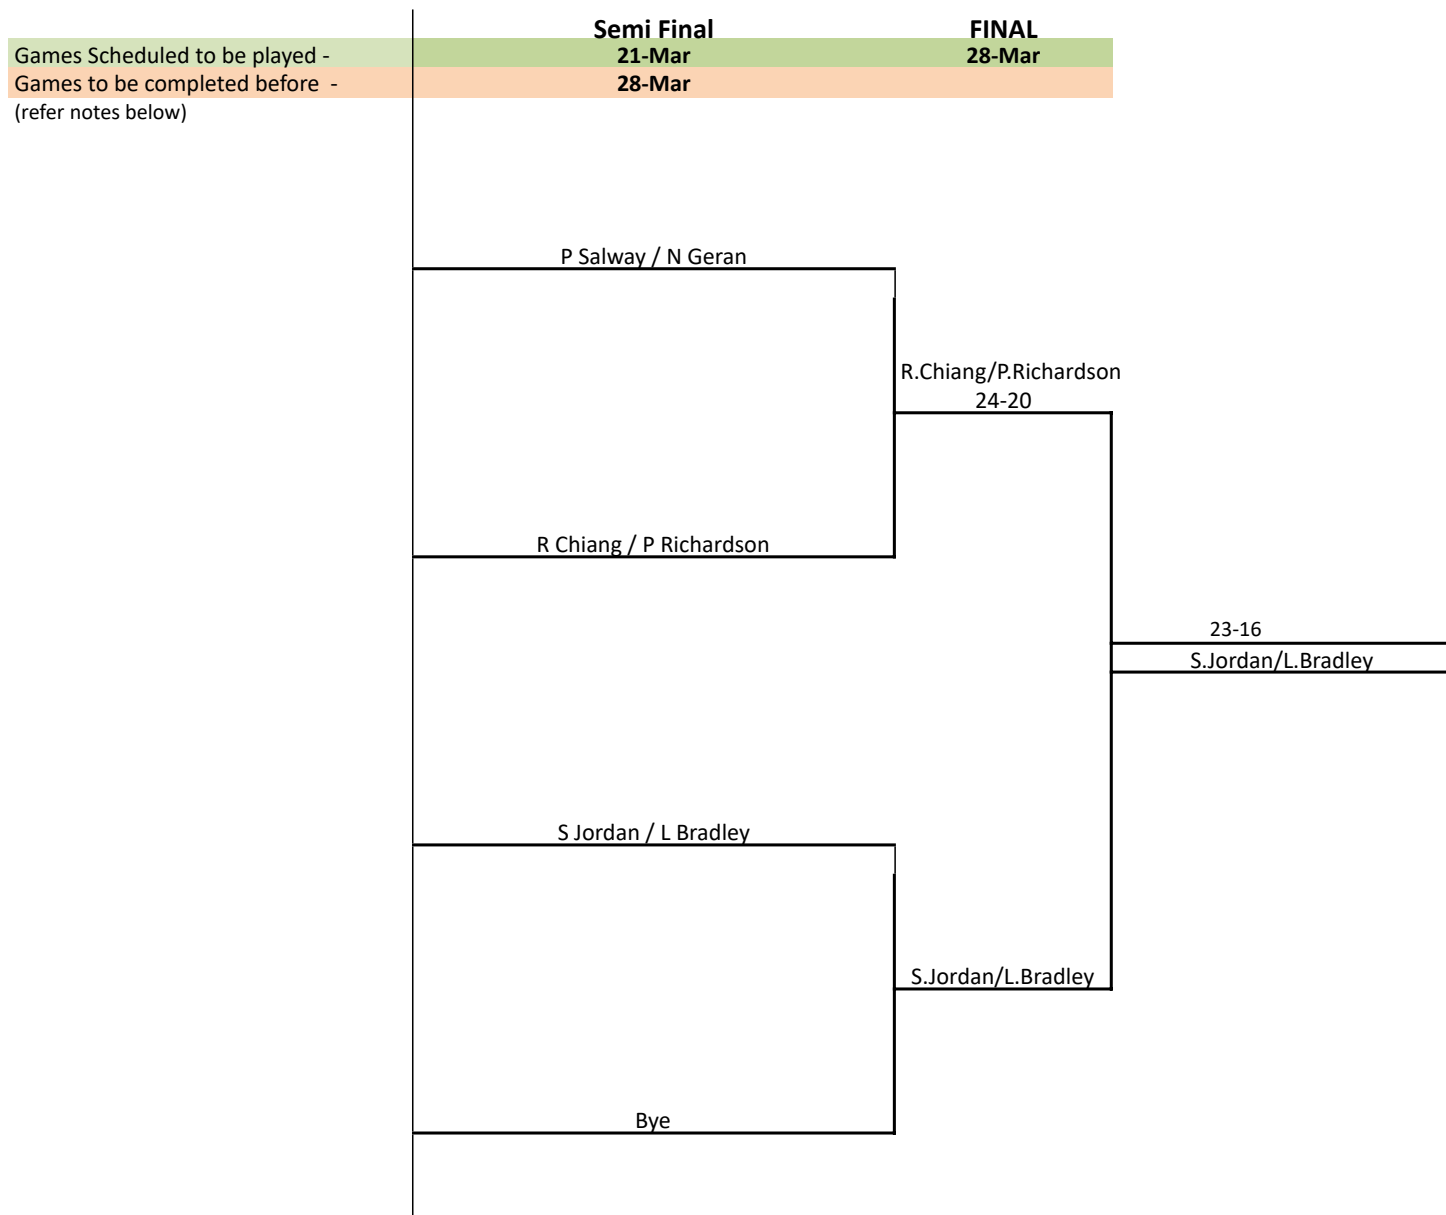 Semi Final FINAL
Games Scheduled to be played - 21-Mar 28-Mar
Games to be completed before - 28-Mar
(refer notes below)
P Salway / N Geran
R.Chiang/P.Richardson
24-20
R Chiang / P Richardson
23-16
S.Jordan/L.Bradley
S Jordan / L Bradley
S.Jordan/L.Bradley
Bye